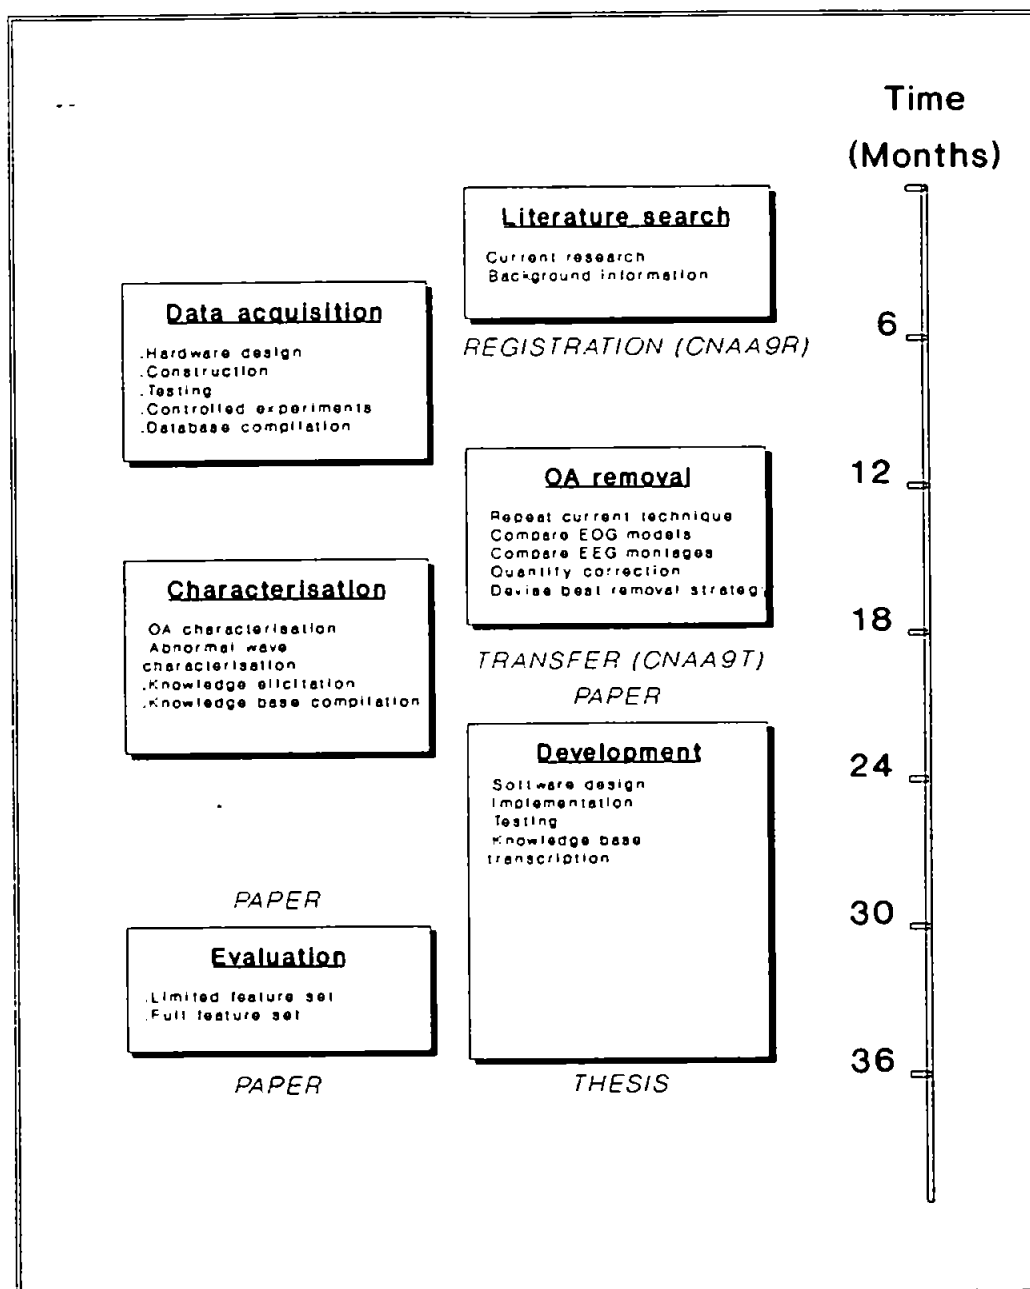 Time
(Months)
Literature search
Current research
Background information
REGISTRATION (CNAA9R)
Data acquisition
.Hardware design
.Construction
.Testing
.Controlled experiments
.Database compilation
6
12
OA removal
Repeat current technique
Compare EOG models
Compare EEG montages
Quantify correction
Devise best removal strateg
TRANSFER (CNAA9T)
PAPER
Characterisation
OA characterisation
Abnormal wave
characterisation
.Knowledge elicitation
.Knowledge base compilation
18
24
Development
Software design
Implementation
Testing
Knowledge base
transcription
PAPER
30
Evaluation
.Limited feature set
.Full feature set
PAPER
THESIS
36